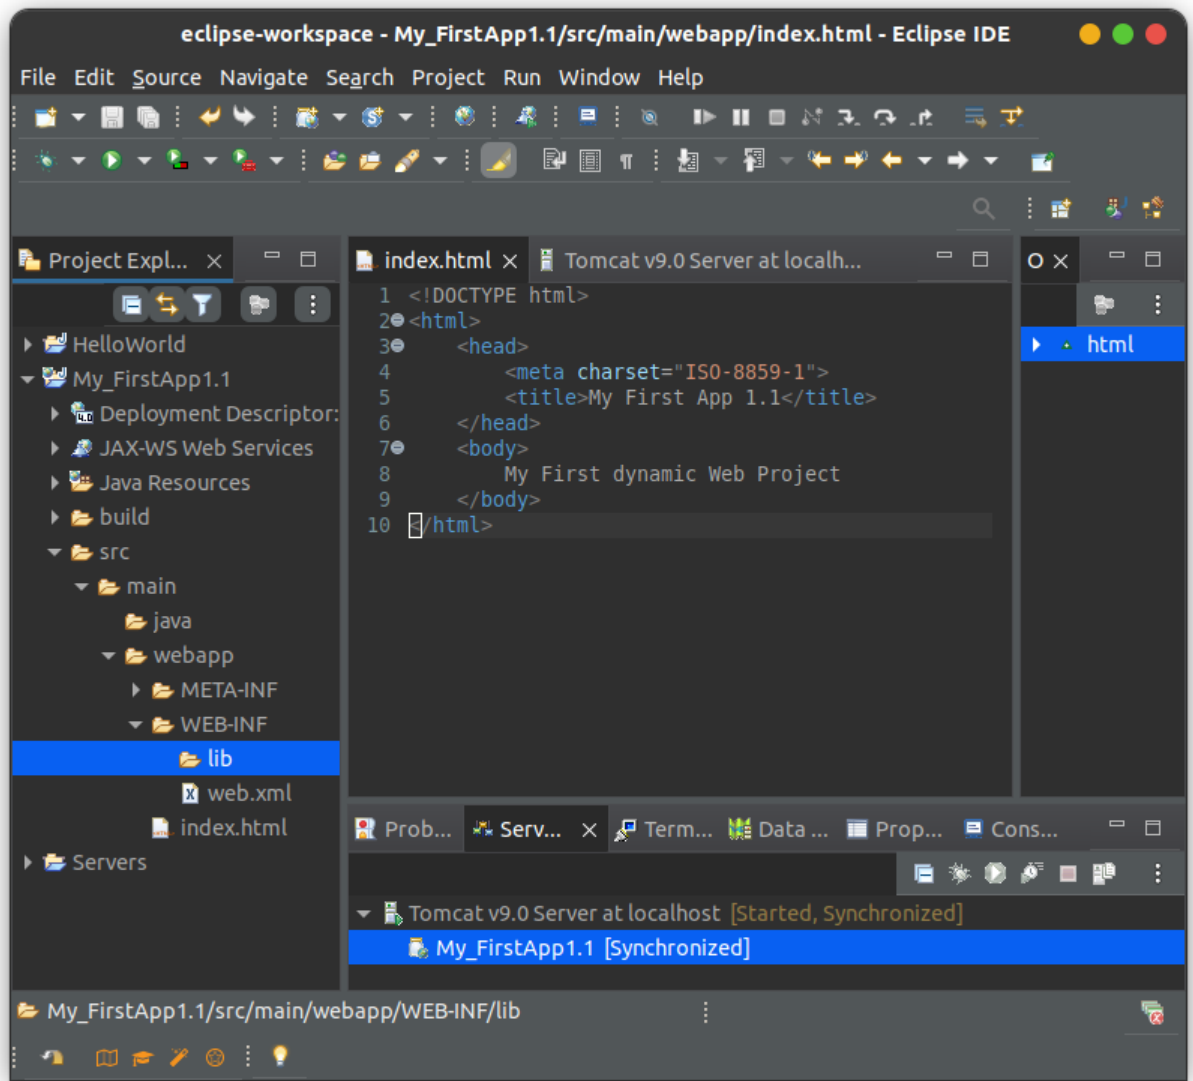 eclipse-workspace - My_FirstApp1.1/src/main/webapp/index.html - Eclipse IDE
File Edit Source Navigate Search Project Run Window Help
Project Expl...
HelloWorld
My_FirstApp1.1
4.0 Deployment Descriptor:
JAX-WS Web Services
Java Resources
build
src
main
java
webapp
META-INF
WEB-INF
lib
web.xml
index.html
Servers
index.html Tomcat v9.0 Server at localh...
1 <!DOCTYPE html>
2 <html>
3 <head>
4 <meta charset="ISO-8859-1">
5 <title>My First App 1.1</title>
6 </head>
7 <body>
8 My First dynamic Web Project
9 </body>
10 </html>
O
html
Prob... Serv... Term... Data ... Prop... Cons...
Tomcat v9.0 Server at localhost [Started, Synchronized]
My_FirstApp1.1 [Synchronized]
My_FirstApp1.1/src/main/webapp/WEB-INF/lib